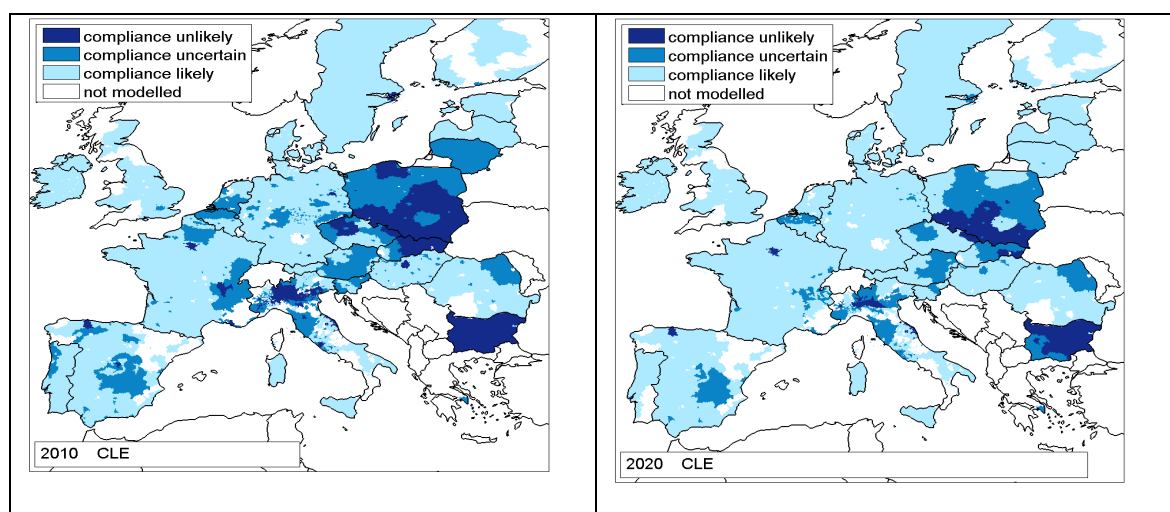 compliance unlikely
compliance uncertain
compliance likely
not modelled
2010 CLE
compliance unlikely
compliance uncertain
compliance likely
not modelled
2020 CLE